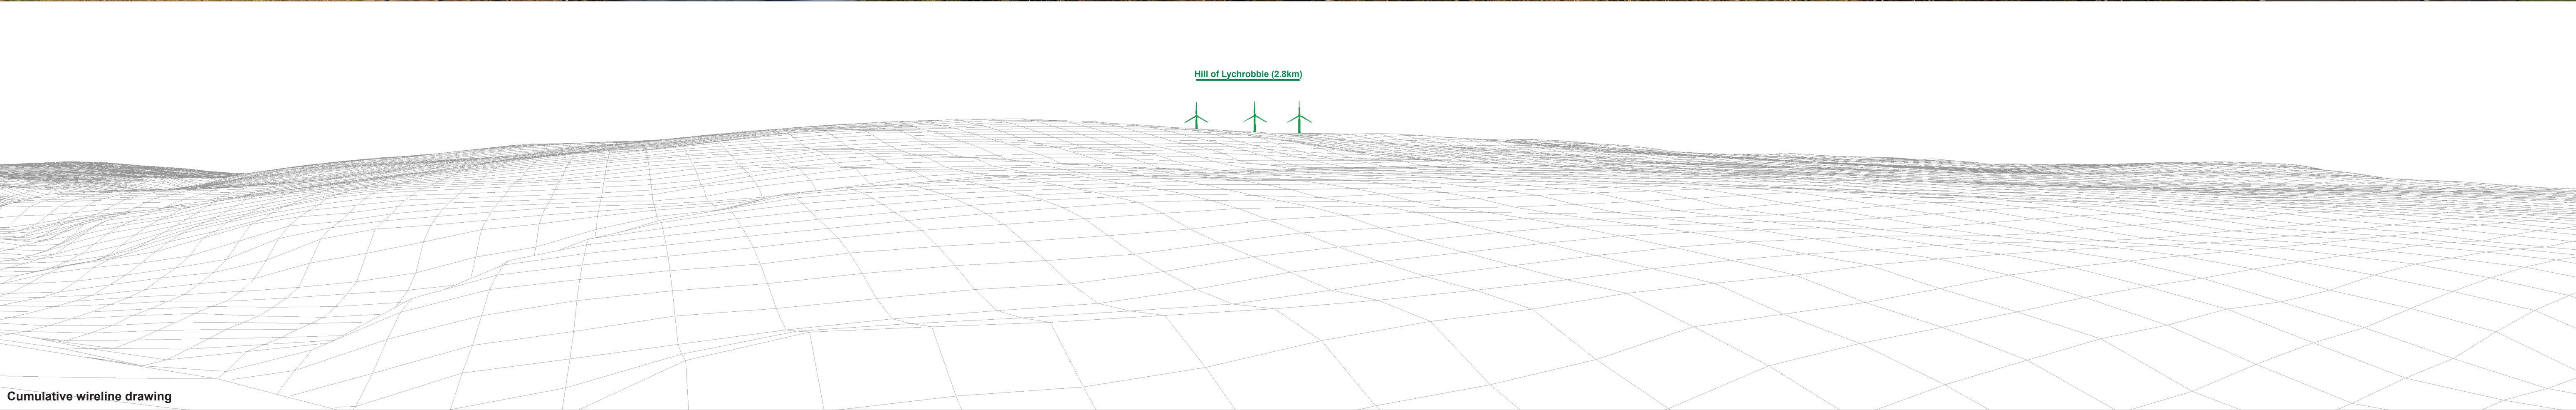 Hill of Lychrobbie (2.8km)
Cumulative wireline drawing